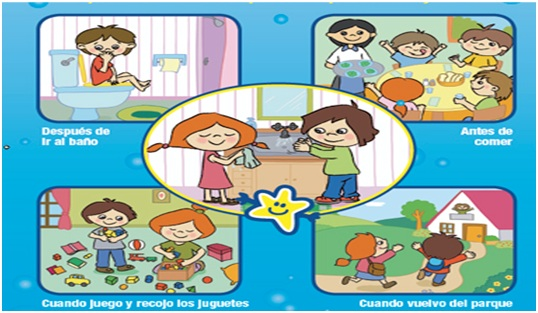 Después de
Ir al baño
Antes de
comer
Cuando juego y recojo los juguetes
Cuando vuelvo del parque